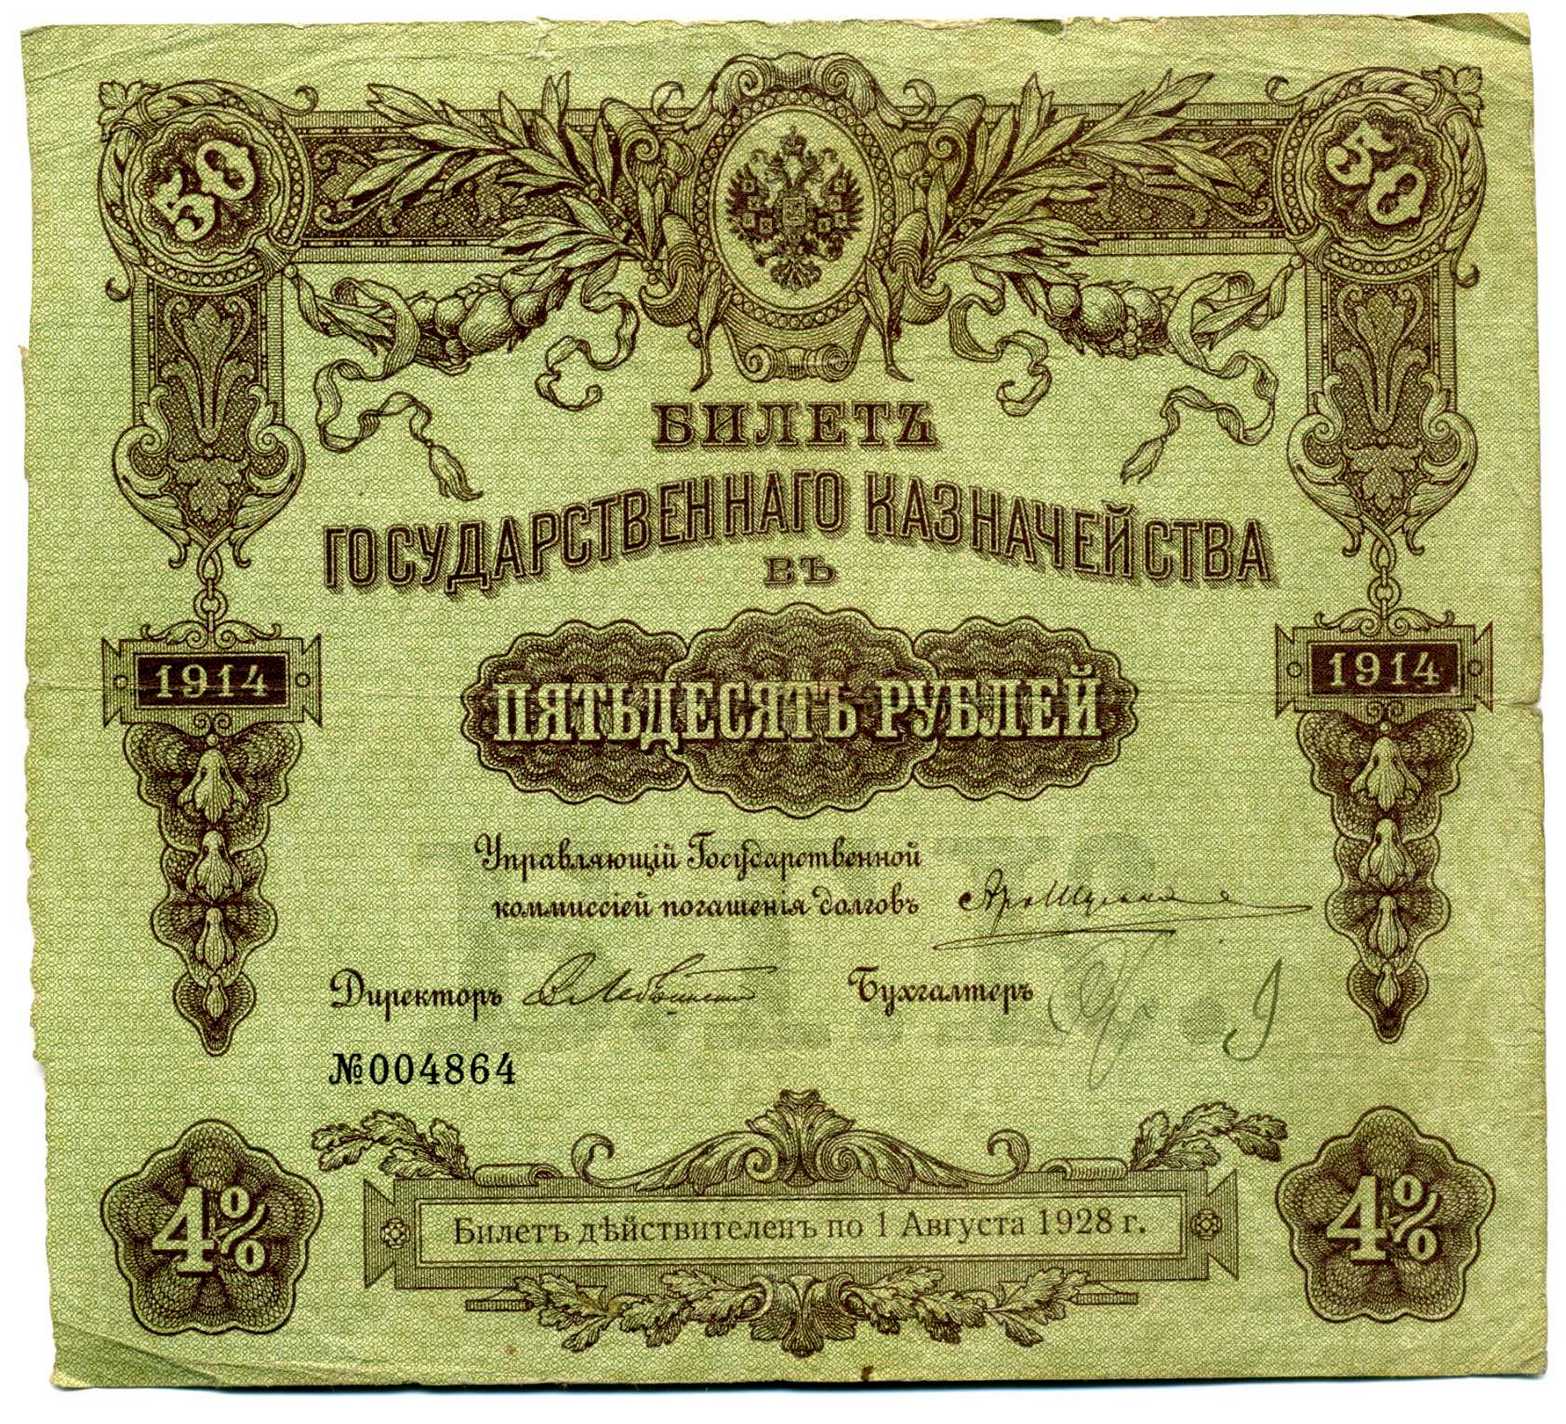 50 50
БИЛЕТЪ
ГОСУДАРСТВЕННАГО КАЗНАЧЕЙСТВА
ВЪ
1914 1914
ПЯТЬДЕСЯТЪ РУБЛЕЙ
Управляющій Государственной
коммиссіей погашенія долговъ
Директоръ Бухгалтеръ
№004864
4% 4%
Билетъ дѣйствителенъ по 1 Августа 1928 г.